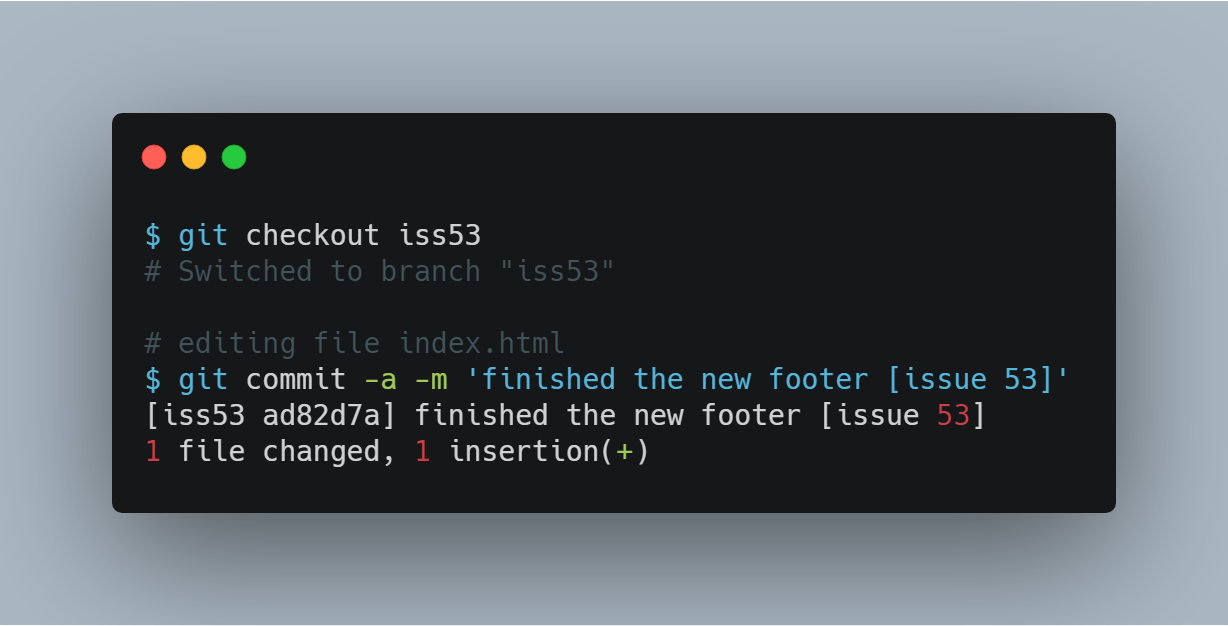 $ git checkout iss53
# Switched to branch "iss53"

# editing file index.html
$ git commit -a -m 'finished the new footer [issue 53]'
[iss53 ad82d7a] finished the new footer [issue 53]
1 file changed, 1 insertion(+)